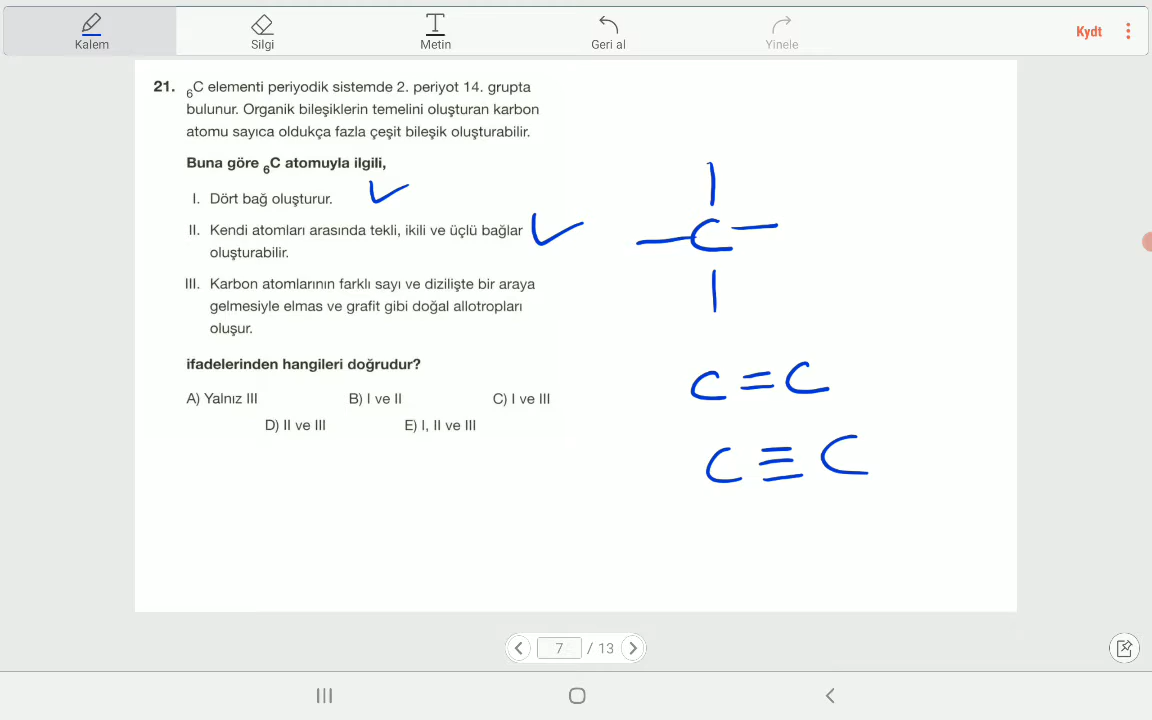 Kalem Silgi Metin Geri al Yinele Kydt
21. ₆C elementi periyodik sistemde 2. periyot 14. grupta
bulunur. Organik bileşiklerin temelini oluşturan karbon
atomu sayıca oldukça fazla çeşit bileşik oluşturabilir.
Buna göre ₆C atomuyla ilgili,
I. Dört bağ oluşturur.
II. Kendi atomları arasında tekli, ikili ve üçlü bağlar
oluşturabilir.
III. Karbon atomlarının farklı sayı ve dizilişte bir araya
gelmesiyle elmas ve grafit gibi doğal allotropları
oluşur.
ifadelerinden hangileri doğrudur?
A) Yalnız III B) I ve II C) I ve III
D) II ve III E) I, II ve III
C
C = C
C ≡ C
7 / 13